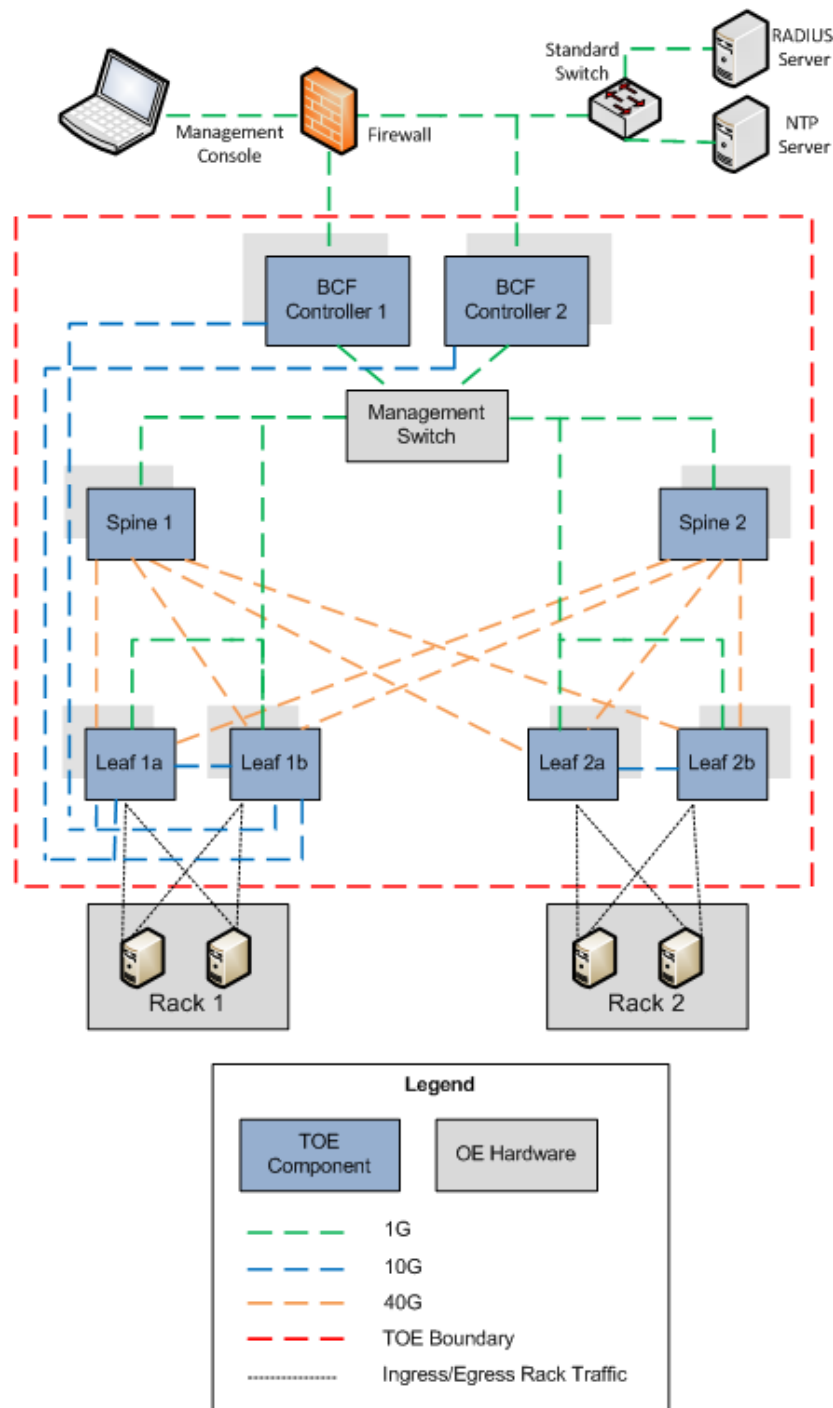 RADIUS
Server
Standard
Switch
Management
Console
Firewall
NTP
Server
BCF
Controller 1
BCF
Controller 2
Management
Switch
Spine 1
Spine 2
Leaf 1a
Leaf 1b
Leaf 2a
Leaf 2b
Rack 1
Rack 2
Legend
TOE
Component
OE Hardware
1G
10G
40G
TOE Boundary
Ingress/Egress Rack Traffic